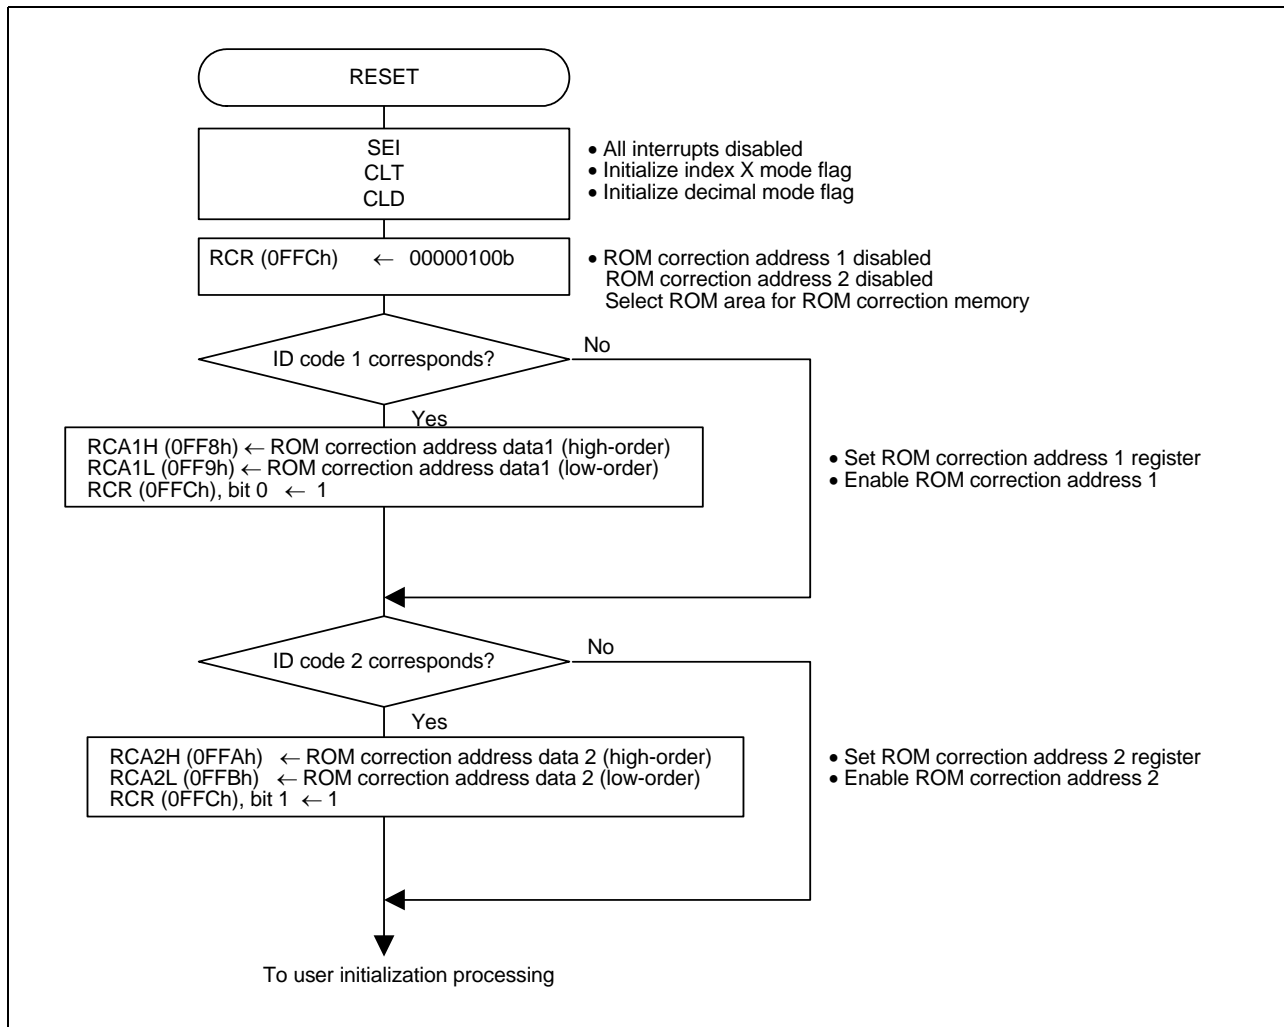 RESET
SEI
CLT
CLD
• All interrupts disabled
• Initialize index X mode flag
• Initialize decimal mode flag
RCR (0FFCh) ← 00000100b
• ROM correction address 1 disabled
ROM correction address 2 disabled
Select ROM area for ROM correction memory
ID code 1 corresponds?
No
Yes
RCA1H (0FF8h) ← ROM correction address data1 (high-order)
RCA1L (0FF9h) ← ROM correction address data1 (low-order)
RCR (0FFCh), bit 0 ← 1
• Set ROM correction address 1 register
• Enable ROM correction address 1
ID code 2 corresponds?
No
Yes
RCA2H (0FFAh) ← ROM correction address data 2 (high-order)
RCA2L (0FFBh) ← ROM correction address data 2 (low-order)
RCR (0FFCh), bit 1 ← 1
• Set ROM correction address 2 register
• Enable ROM correction address 2
To user initialization processing